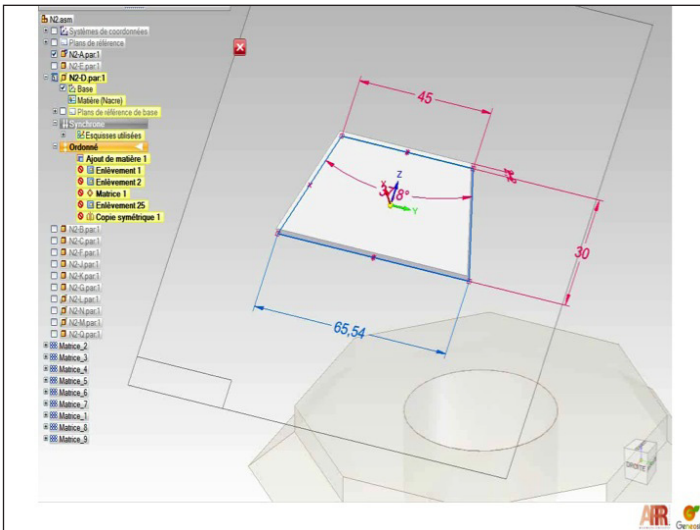 N2.asm
Systèmes de coordonnées
Plans de référence
N2-A.par:1
N2-E.par:1
N2-D.par:1
Base
Matière (Nacre)
Plans de référence de base
Synchrone
Esquisses utilisées
Ordonné
Ajout de matière 1
Enlèvement 1
Enlèvement 2
Matrice 1
Enlèvement 25
Copie symétrique 1
N2-B.par:1
N2-C.par:1
N2-F.par:1
N2-J.par:1
N2-K.par:1
N2-G.par:1
N2-L.par:1
N2-N.par:1
N2-M.par:1
N2-O.par:1
Matrice_2
Matrice_3
Matrice_4
Matrice_5
Matrice_6
Matrice_7
Matrice_1
Matrice_8
Matrice_9
45
Z
X
Y
30
65,54
DROITE